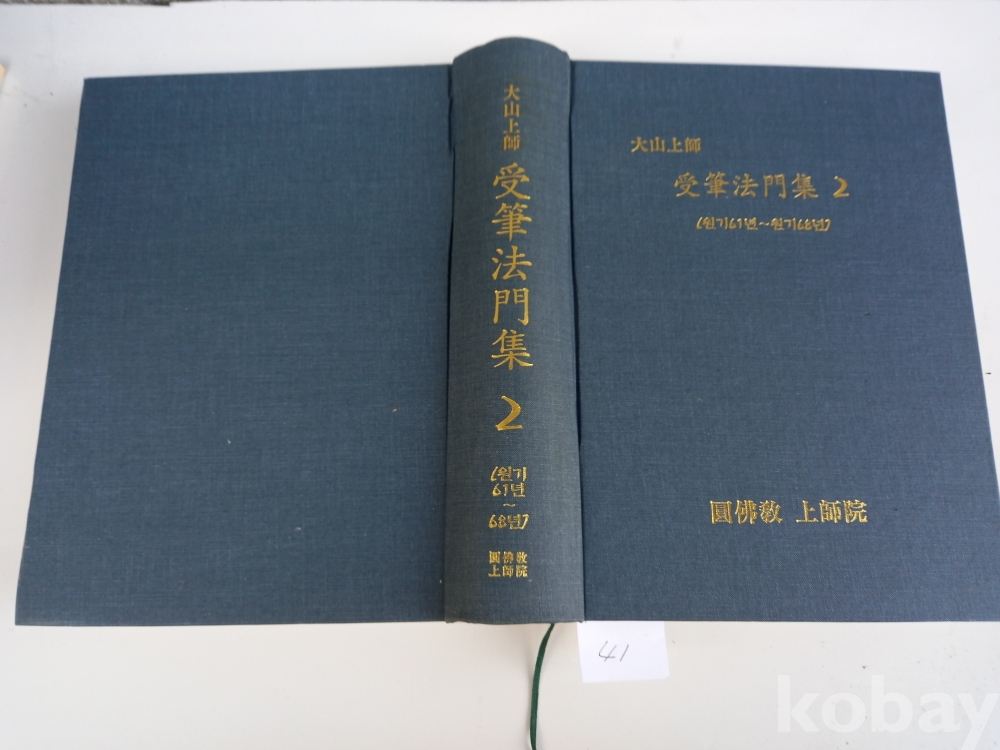 大山上師
受筆法門集
2
(원기
61년
~
68년)
圓佛敎
上師院
大山上師
受筆法門集 2
(원기61년~원기68년)
圓佛敎 上師院
41
kobay